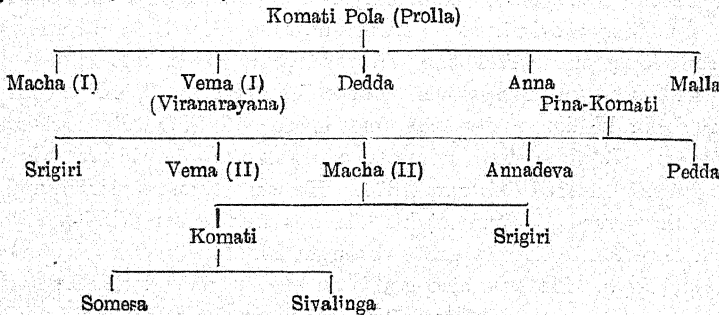 Komati Pola (Prolla)
Macha (I) Vema (I) Dedda Anna Malla
(Viranarayana) Pina-Komati
Srigiri Vema (II) Macha (II) Annadeva Pedda
Komati Srigiri
Somesa Sivalinga